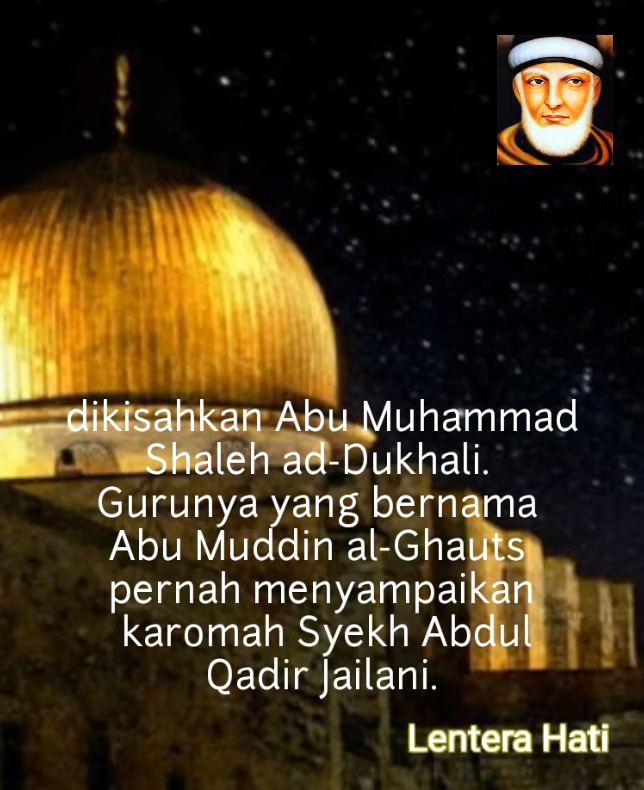 dikisahkan Abu Muhammad
Shaleh ad-Dukhali.
Gurunya yang bernama
Abu Muddin al-Ghauts
pernah menyampaikan
karomah Syekh Abdul
Qadir Jailani.
Lentera Hati